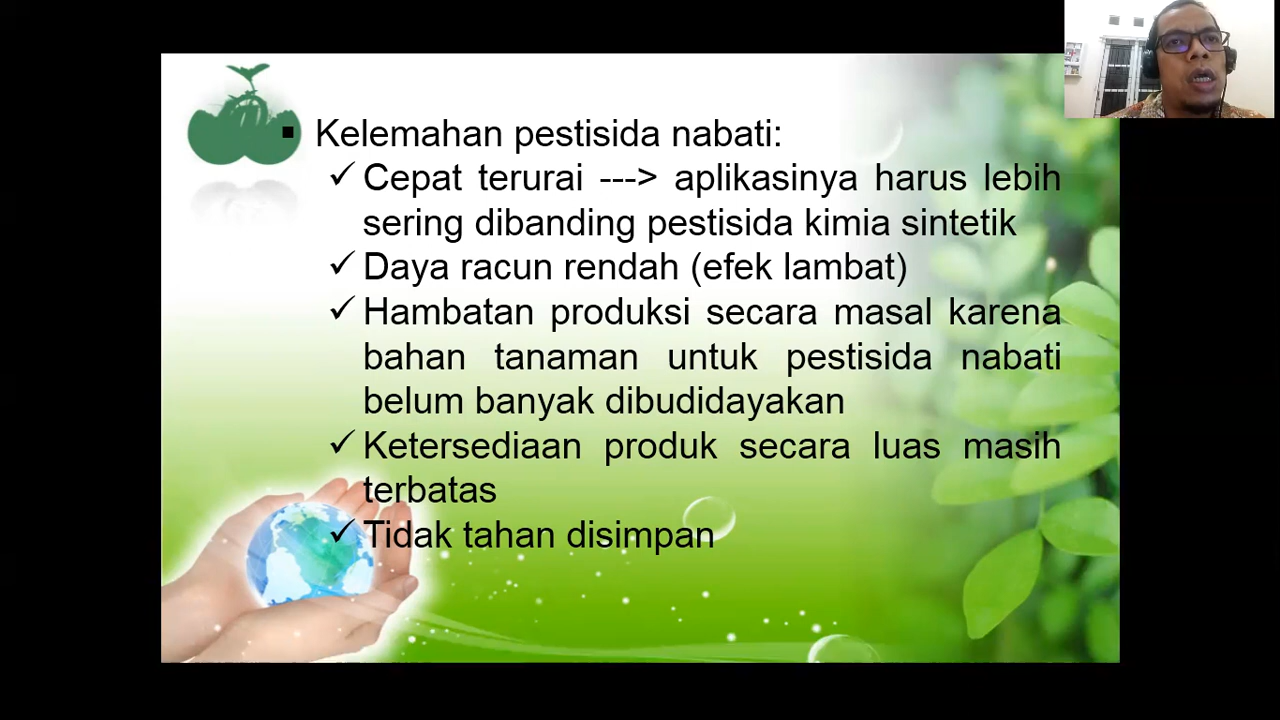 ▪ Kelemahan pestisida nabati:
✓ Cepat terurai ---> aplikasinya harus lebih
sering dibanding pestisida kimia sintetik
✓ Daya racun rendah (efek lambat)
✓ Hambatan produksi secara masal karena
bahan tanaman untuk pestisida nabati
belum banyak dibudidayakan
✓ Ketersediaan produk secara luas masih
terbatas
✓ Tidak tahan disimpan